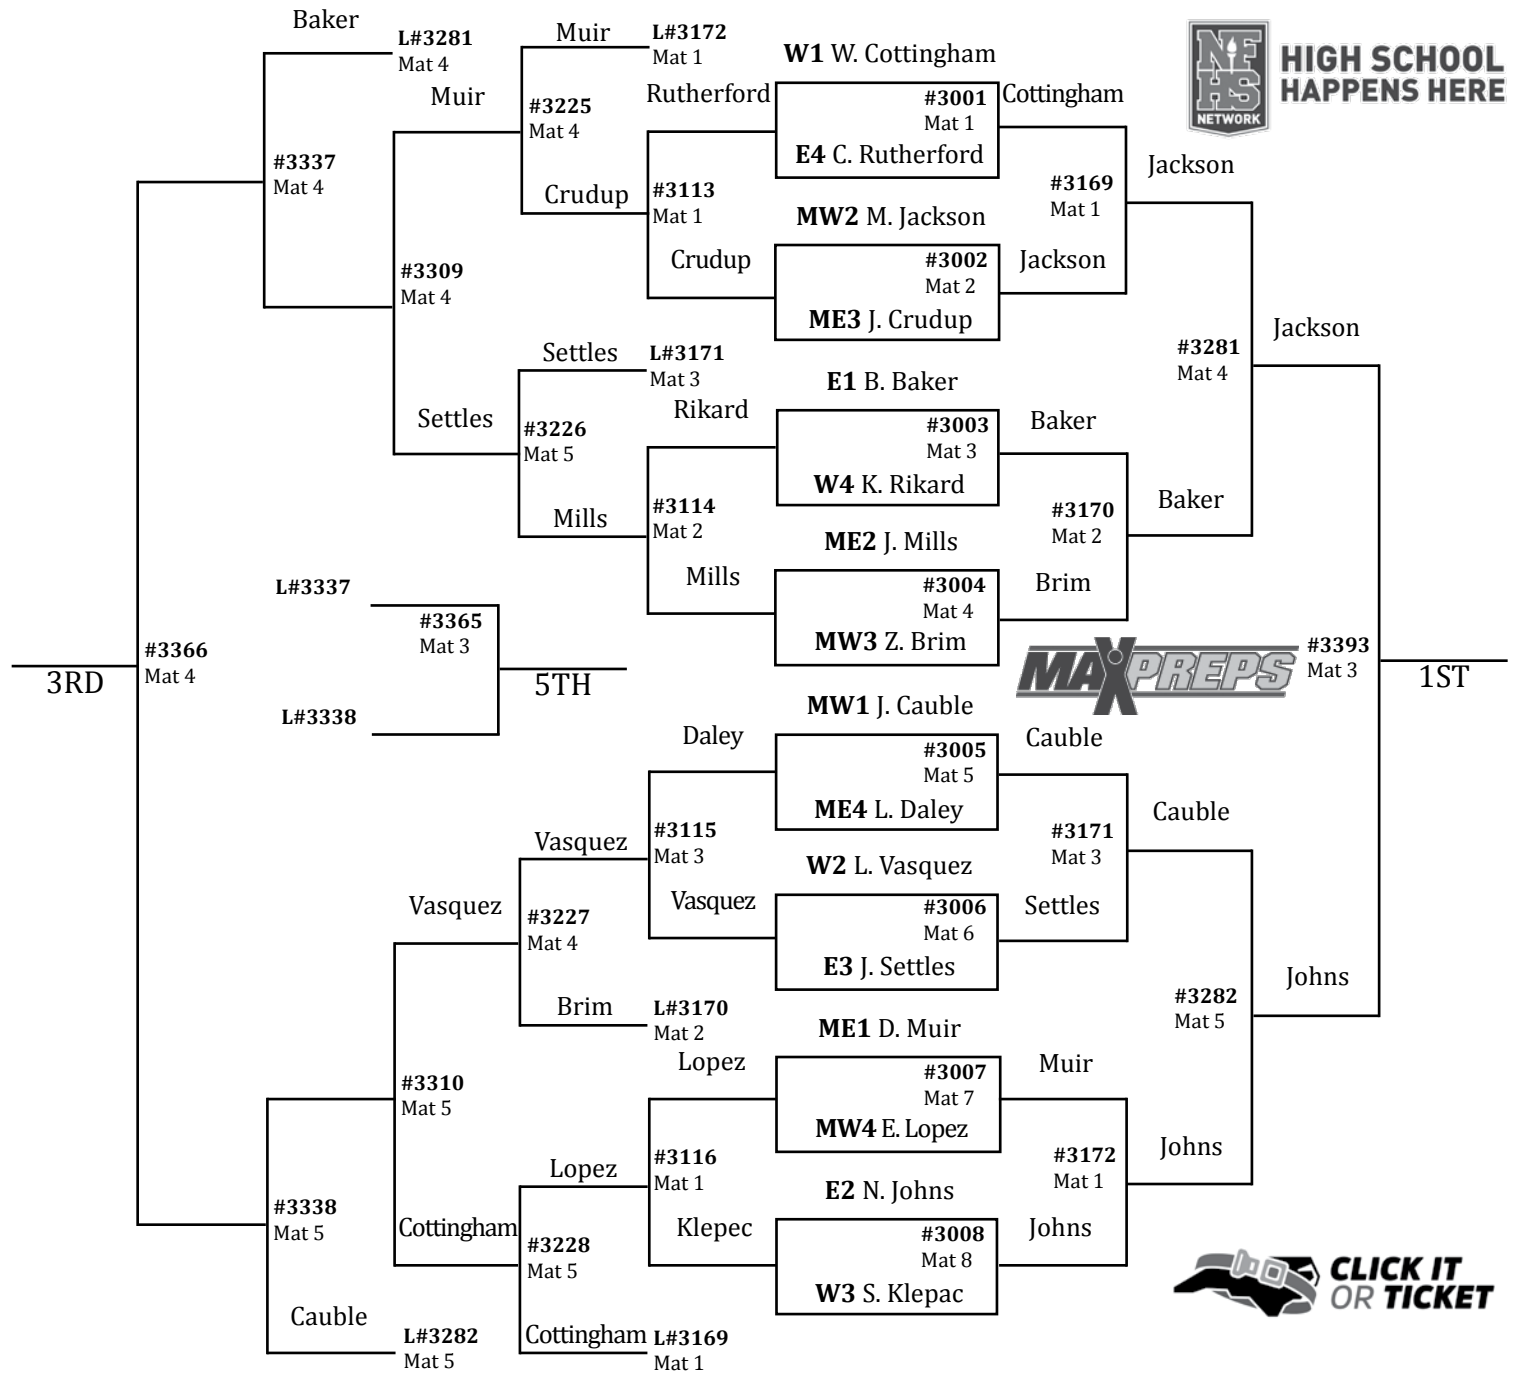 Baker
L#3281
Mat 4
Muir
L#3172
Mat 1
W1 W. Cottingham
NFHS
NETWORK
HIGH SCHOOL
HAPPENS HERE
Muir
#3225
Mat 4
Rutherford
#3001
Mat 1
Cottingham
E4 C. Rutherford
#3337
Mat 4
Crudup
#3113
Mat 1
#3169
Mat 1
Jackson
MW2 M. Jackson
Crudup
#3002
Mat 2
Jackson
#3309
Mat 4
ME3 J. Crudup
Jackson
Settles
L#3171
Mat 3
#3281
Mat 4
E1 B. Baker
Settles
#3226
Mat 5
Rikard
#3003
Mat 3
Baker
W4 K. Rikard
Mills
#3114
Mat 2
#3170
Mat 2
Baker
ME2 J. Mills
Mills
#3004
Mat 4
Brim
MW3 Z. Brim
L#3337
#3365
Mat 3
3RD
#3366
Mat 4
5TH
L#3338
MAXPREPS
#3393
Mat 3
1ST
MW1 J. Cauble
Daley
#3005
Mat 5
Cauble
ME4 L. Daley
Vasquez
#3115
Mat 3
#3171
Mat 3
Cauble
W2 L. Vasquez
Vasquez
#3227
Mat 4
Vasquez
#3006
Mat 6
Settles
E3 J. Settles
Brim
L#3170
Mat 2
#3282
Mat 5
Johns
ME1 D. Muir
Lopez
#3007
Mat 7
Muir
#3310
Mat 5
MW4 E. Lopez
Lopez
#3116
Mat 1
#3172
Mat 1
Johns
E2 N. Johns
#3338
Mat 5
Cottingham
#3228
Mat 5
Klepec
#3008
Mat 8
Johns
W3 S. Klepac
Cauble
L#3282
Mat 5
Cottingham
L#3169
Mat 1
CLICK IT
OR TICKET